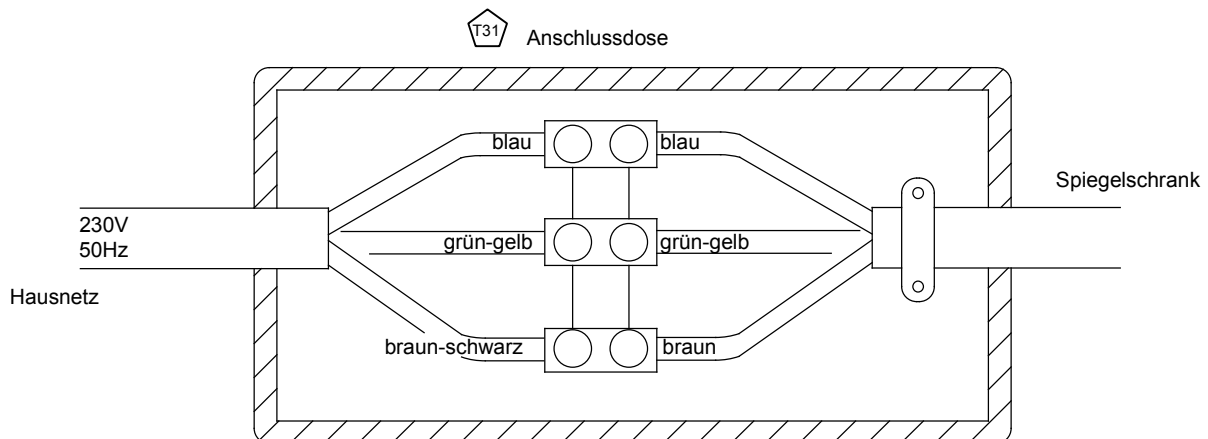 T31 Anschlussdose
blau blau
Spiegelschrank
230V
50Hz
grün-gelb grün-gelb
Hausnetz
braun-schwarz braun